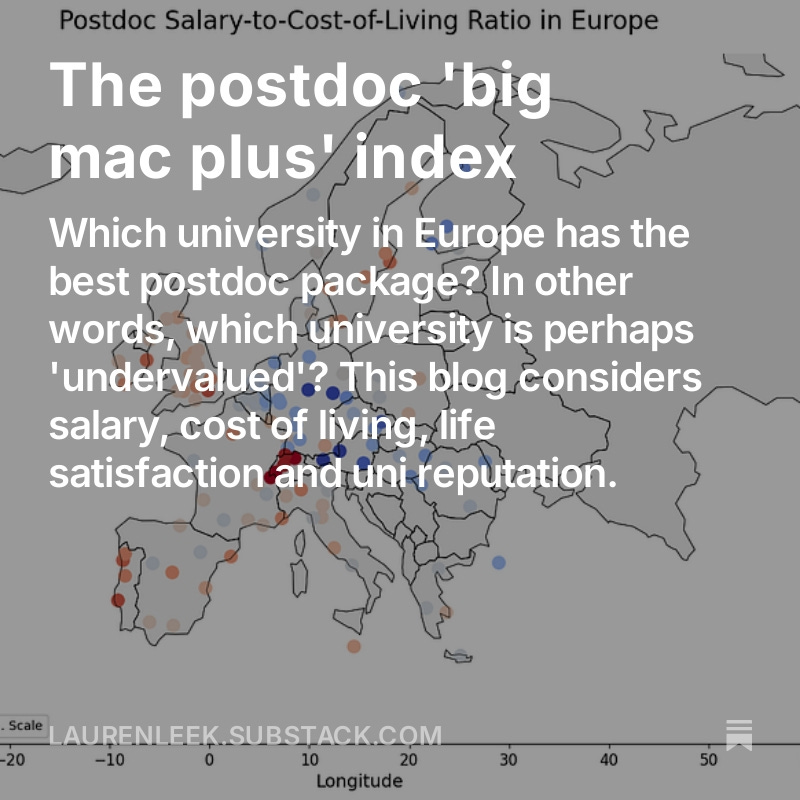 Postdoc Salary-to-Cost-of-Living Ratio in Europe
The postdoc 'big
mac plus' index
Which university in Europe has the
best postdoc package? In other
words, which university is perhaps
'undervalued'? This blog considers
salary, cost of living, life
satisfaction and uni reputation.
. Scale
LAURENLEEK.SUBSTACK.COM
−20 −10 0 10 20 30 40 50
Longitude